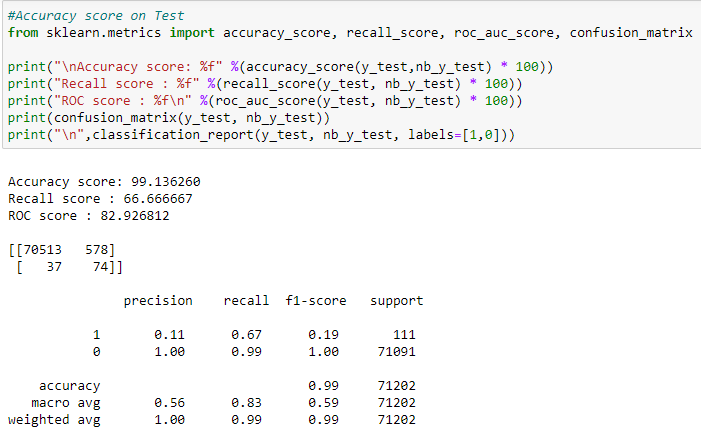 #Accuracy score on Test
from sklearn.metrics import accuracy_score, recall_score, roc_auc_score, confusion_matrix
print("\nAccuracy score: %f" %(accuracy_score(y_test,nb_y_test) * 100))
print("Recall score : %f" %(recall_score(y_test, nb_y_test) * 100))
print("ROC score : %f\n" %(roc_auc_score(y_test, nb_y_test) * 100))
print(confusion_matrix(y_test, nb_y_test))
print("\n",classification_report(y_test, nb_y_test, labels=[1,0]))
Accuracy score: 99.136260
Recall score : 66.666667
ROC score : 82.926812
[[70513 578]
[ 37 74]]
precision recall f1-score support
1 0.11 0.67 0.19 111
0 1.00 0.99 1.00 71091
accuracy 0.99 71202
macro avg 0.56 0.83 0.59 71202
weighted avg 1.00 0.99 0.99 71202